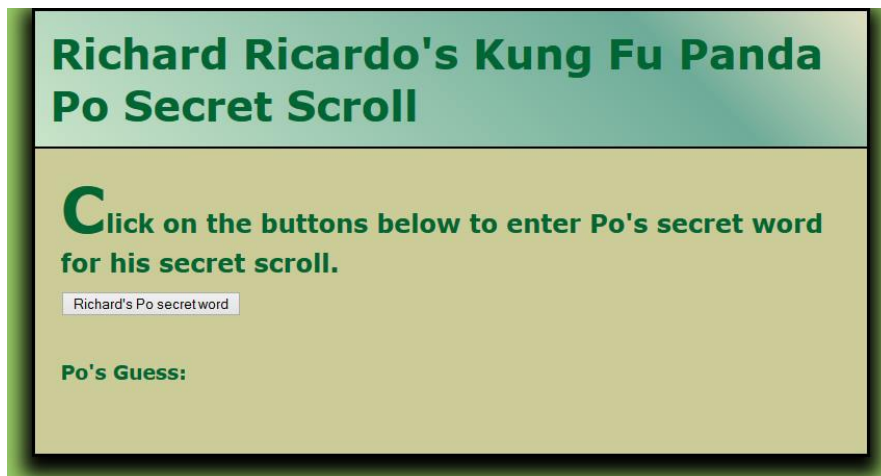 Richard Ricardo's Kung Fu Panda
Po Secret Scroll
Click on the buttons below to enter Po's secret word
for his secret scroll.
Richard's Po secret word
Po's Guess: